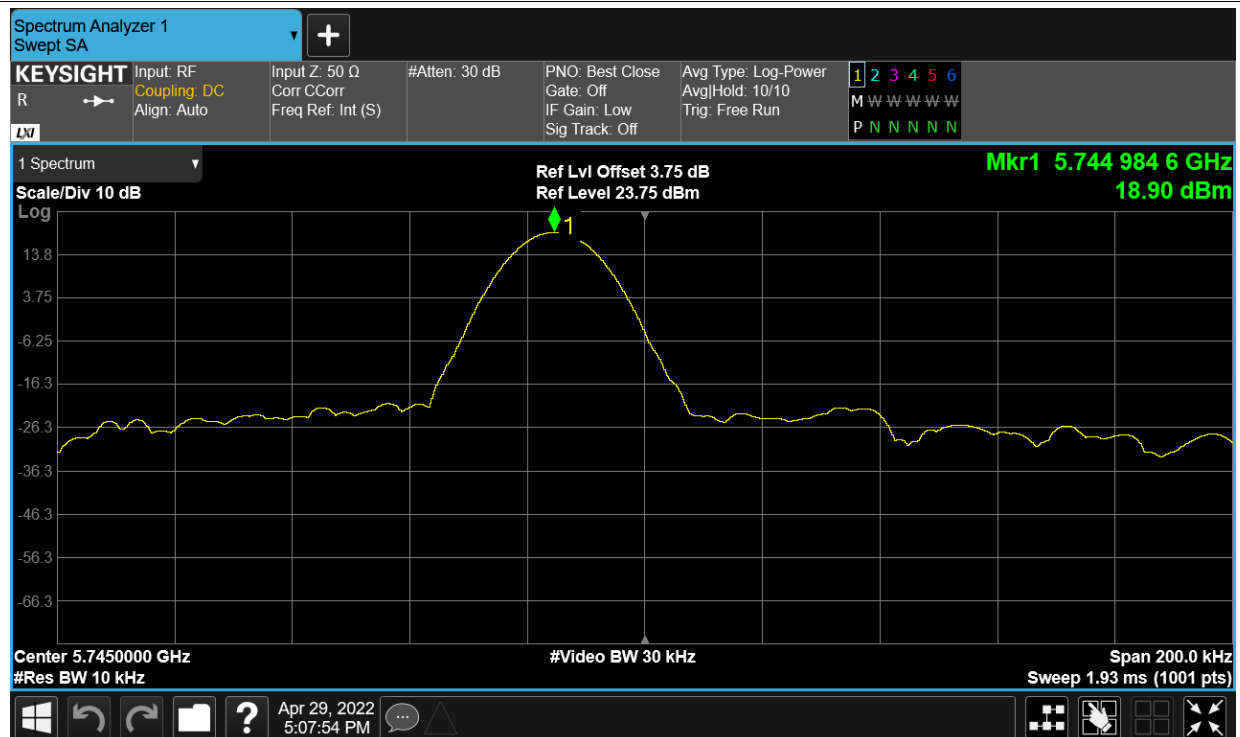 Spectrum Analyzer 1
Swept SA
KEYSIGHT
R
LXI
Input: RF
Coupling: DC
Align: Auto
Input Z: 50 Ω
Corr CCorr
Freq Ref: Int (S)
#Atten: 30 dB
PNO: Best Close
Gate: Off
IF Gain: Low
Sig Track: Off
Avg Type: Log-Power
Avg|Hold: 10/10
Trig: Free Run
1 2 3 4 5 6
M W W W W W W
P N N N N N N
1 Spectrum
Scale/Div 10 dB
Ref Lvl Offset 3.75 dB
Ref Level 23.75 dBm
Mkr1 5.744 984 6 GHz
18.90 dBm
Log
1
13.8
3.75
-6.25
-16.3
-26.3
-36.3
-46.3
-56.3
-66.3
Center 5.7450000 GHz
#Video BW 30 kHz
Span 200.0 kHz
#Res BW 10 kHz
Sweep 1.93 ms (1001 pts)
?
Apr 29, 2022
5:07:54 PM